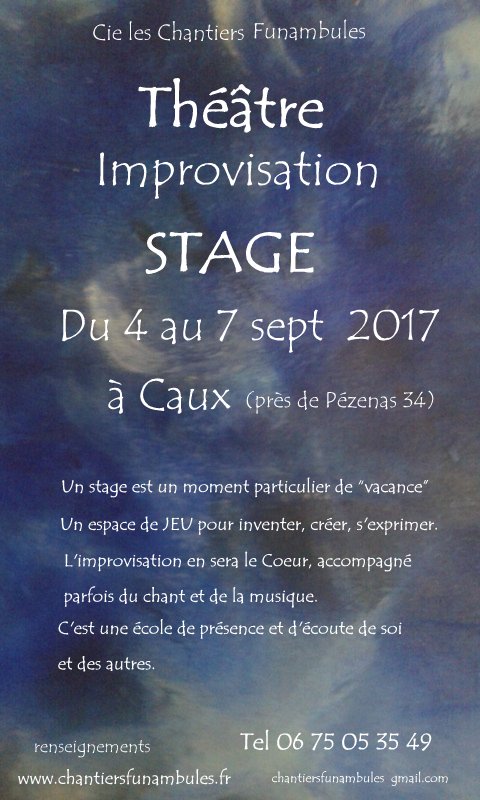 Cie les Chantiers Funambules
Théâtre
Improvisation
STAGE
Du 4 au 7 sept 2017
à Caux (près de Pézenas 34)
Un stage est un moment particulier de "vacance"
Un espace de JEU pour inventer, créer, s'exprimer.
L'improvisation en sera le Coeur, accompagné
parfois du chant et de la musique.
C'est une école de présence et d'écoute de soi
et des autres.
renseignements Tel 06 75 05 35 49
www.chantiersfunambules.fr chantiersfunambules gmail.com